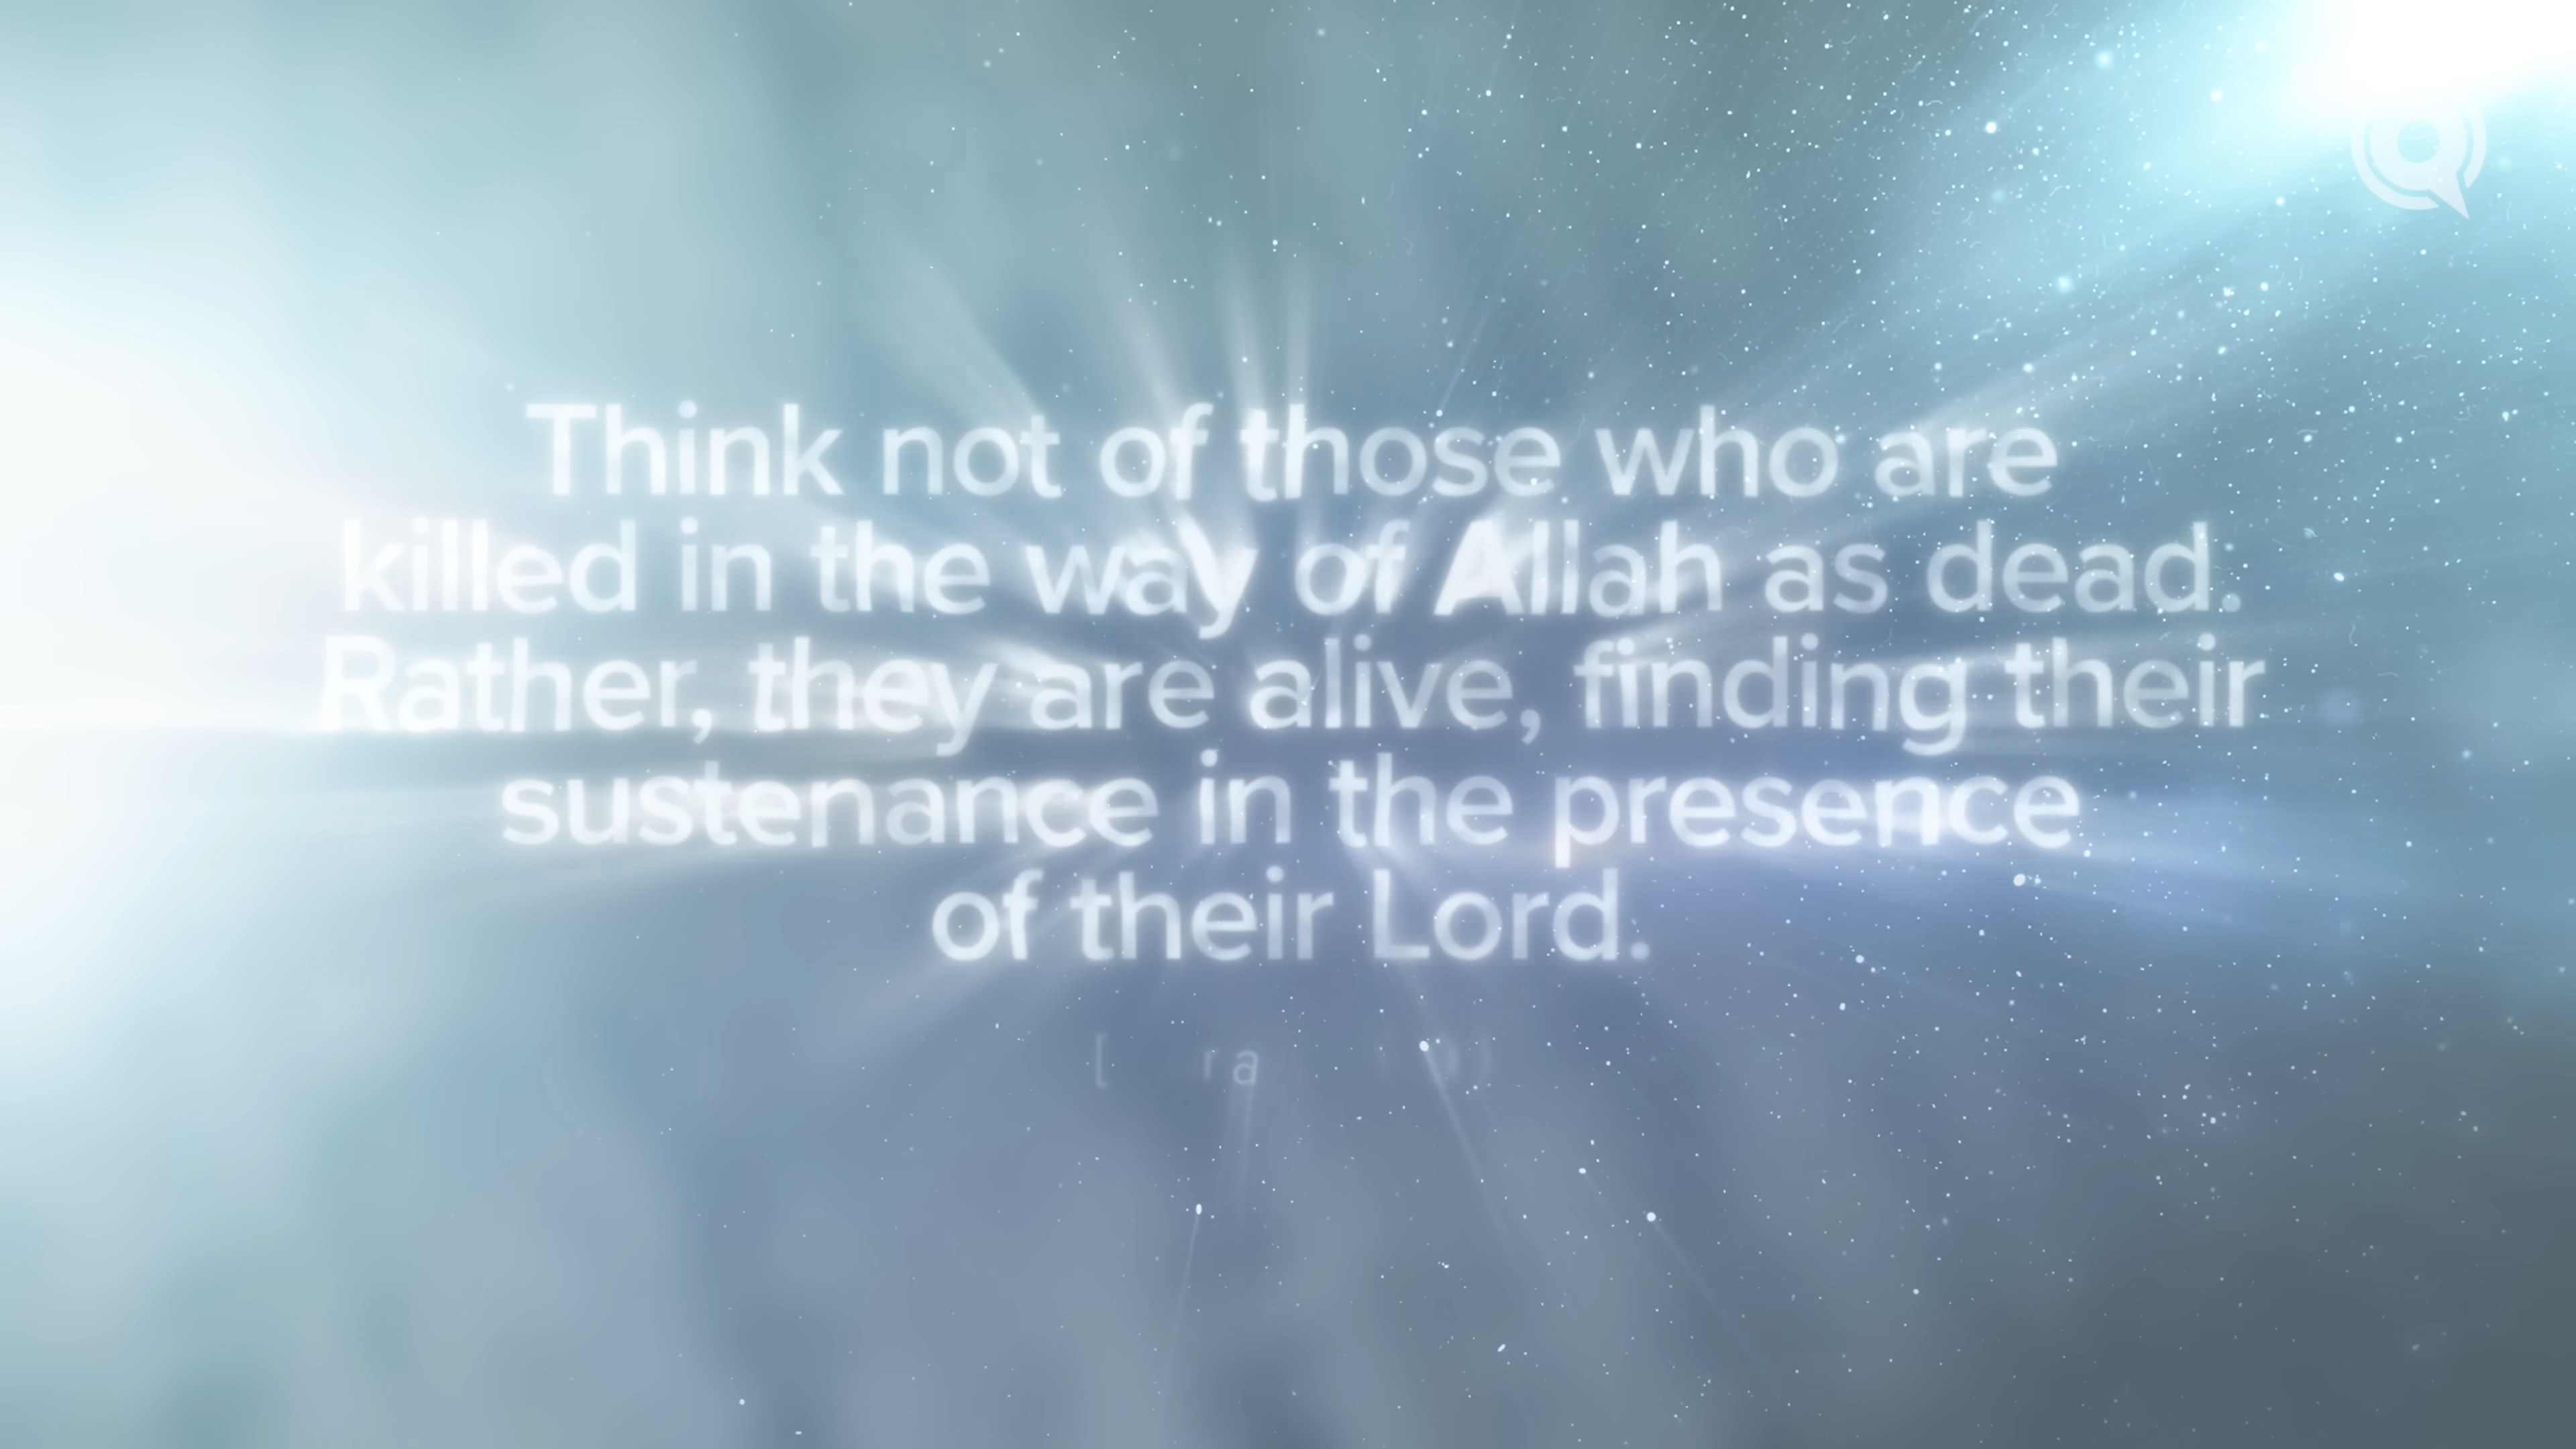 Think not of those who are
killed in the way of Allah as dead.
Rather, they are alive, finding their
sustenance in the presence
of their Lord.